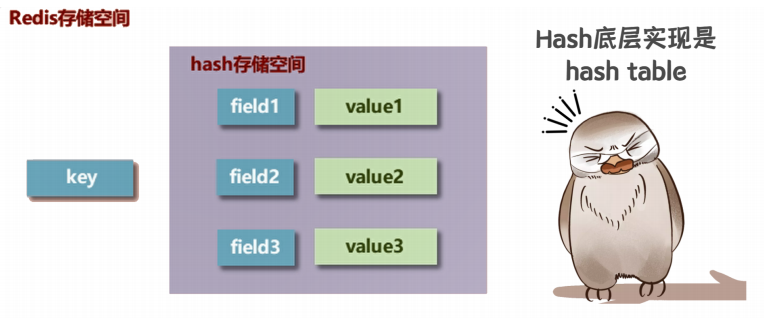 Redis存储空间
hash存储空间
field1 value1
key
field2 value2
field3 value3
Hash底层实现是
hash table